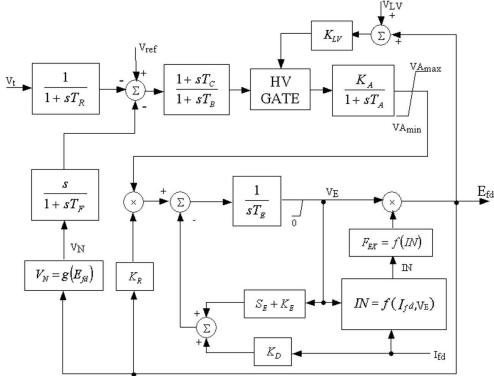 V_LV
+
K_LV
Σ
+
V_ref
V_t
1 / (1 + sT_R)
-
+
Σ
-
(1 + sT_C) / (1 + sT_B)
HV
GATE
K_A / (1 + sT_A)
VA_max
VA_min
s / (1 + sT_F)
×
+
Σ
-
1 / (sT_E)
0
V_E
×
E_fd
F_EX = f(IN)
IN
V_N
V_N = g(E_fd)
K_R
S_E + K_E
+
Σ
+
IN = f(I_fd, V_E)
K_D
I_fd